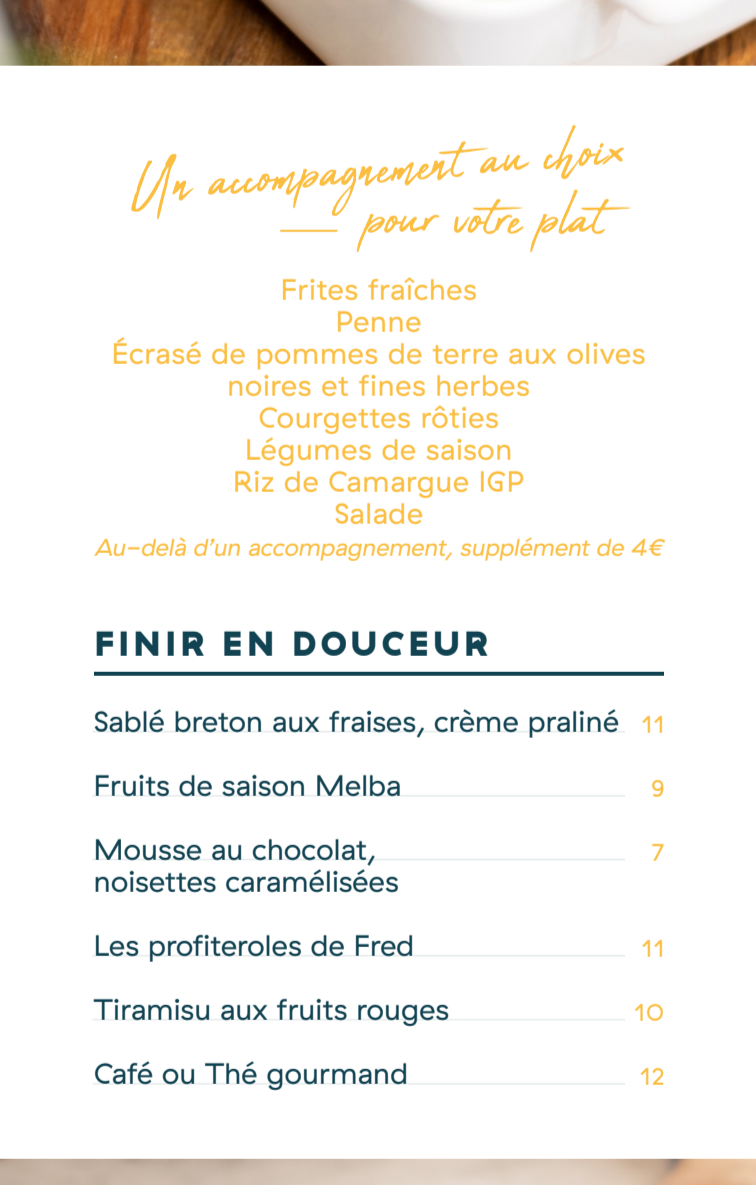 Un accompagnement au choix
pour votre plat
Frites fraîches
Penne
Écrasé de pommes de terre aux olives
noires et fines herbes
Courgettes rôties
Légumes de saison
Riz de Camargue IGP
Salade
Au-delà d'un accompagnement, supplément de 4€
FINIR EN DOUCEUR
Sablé breton aux fraises, crème praliné 11
Fruits de saison Melba 9
Mousse au chocolat, 7
noisettes caramélisées
Les profiteroles de Fred 11
Tiramisu aux fruits rouges 10
Café ou Thé gourmand 12